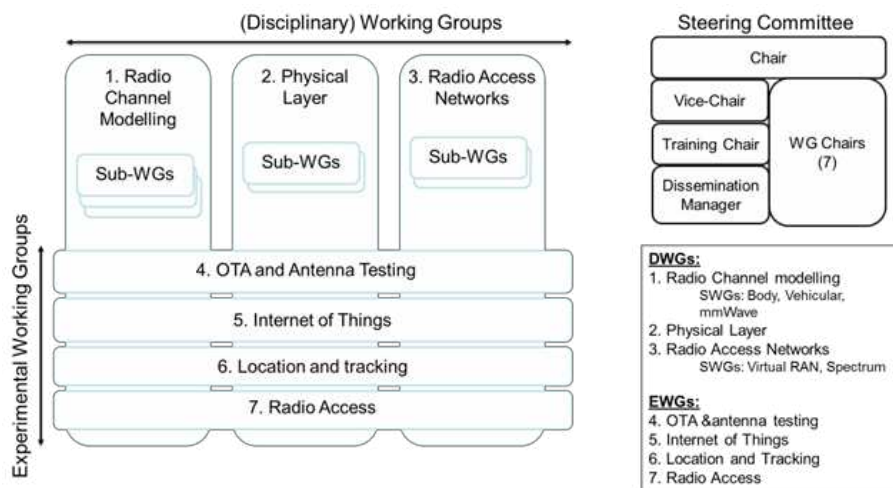 (Disciplinary) Working Groups
1. Radio
Channel
Modelling
Sub-WGs
2. Physical
Layer
Sub-WGs
3. Radio Access
Networks
Sub-WGs
Experimental Working Groups
4. OTA and Antenna Testing
5. Internet of Things
6. Location and tracking
7. Radio Access
Steering Committee
Chair
Vice-Chair
Training Chair
Dissemination
Manager
WG Chairs
(7)
DWGs:
1. Radio Channel modelling
SWGs: Body, Vehicular,
mmWave
2. Physical Layer
3. Radio Access Networks
SWGs: Virtual RAN, Spectrum
EWGs:
4. OTA &antenna testing
5. Internet of Things
6. Location and Tracking
7. Radio Access